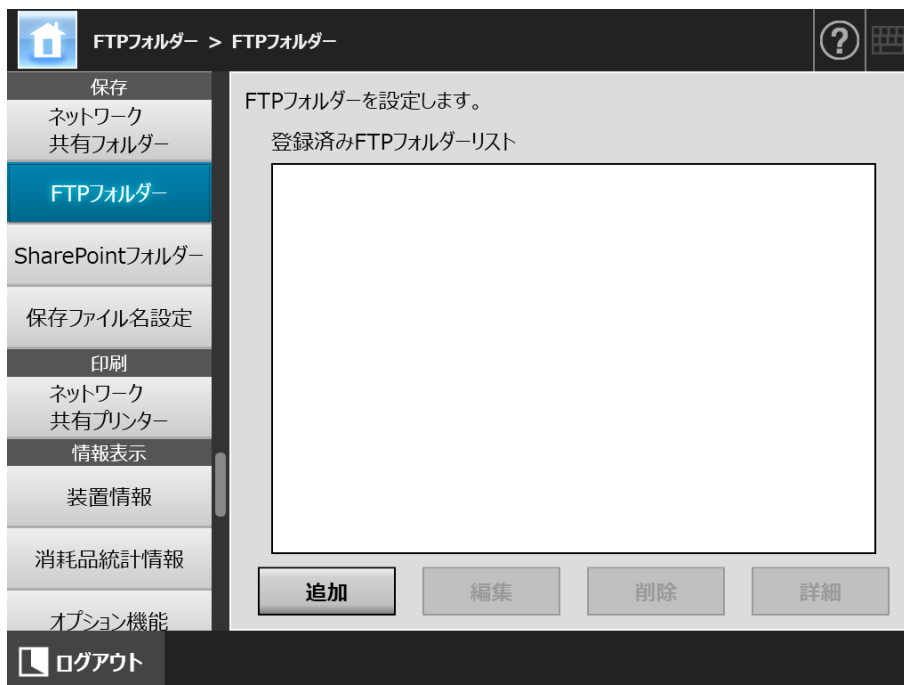 FTPフォルダー > FTPフォルダー
?
保存
ネットワーク
共有フォルダー
FTPフォルダー
SharePointフォルダー
保存ファイル名設定
印刷
ネットワーク
共有プリンター
情報表示
装置情報
消耗品統計情報
オプション機能
FTPフォルダーを設定します。
登録済みFTPフォルダーリスト
追加
編集
削除
詳細
ログアウト